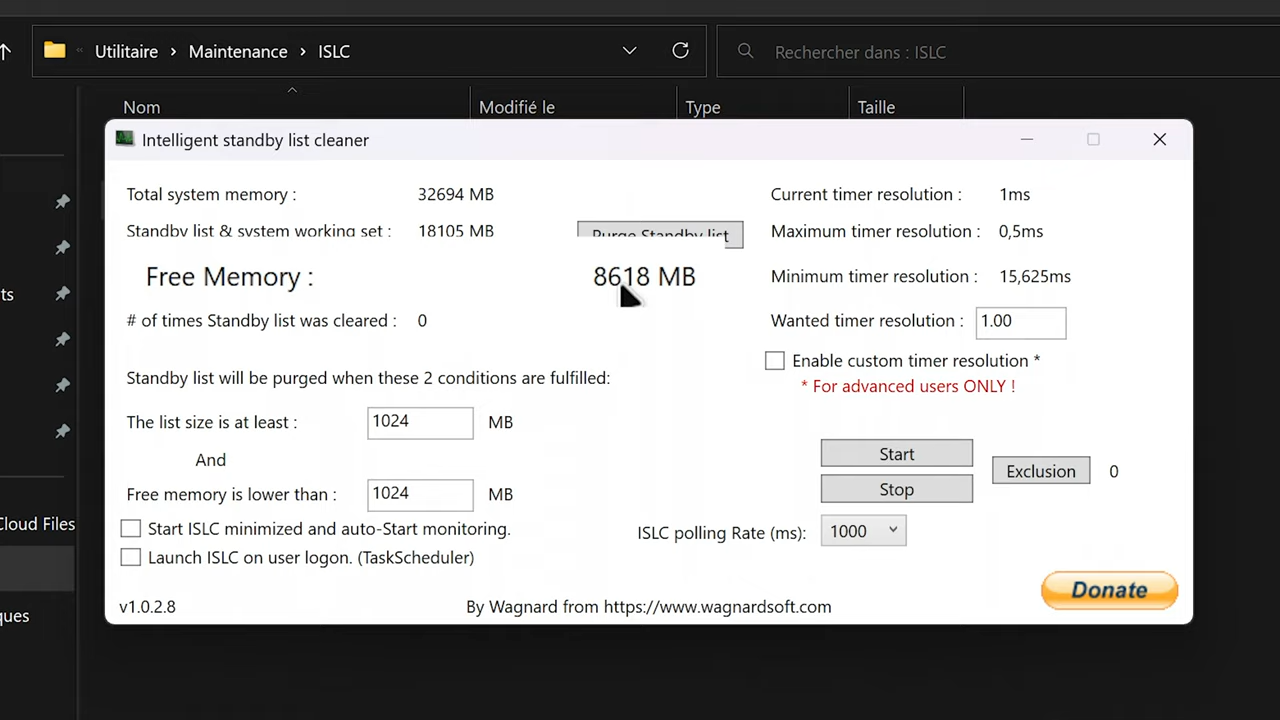 Utilitaire > Maintenance > ISLC
Rechercher dans : ISLC
Nom
Modifié le
Type
Taille
Intelligent standby list cleaner
Total system memory :
32694 MB
Current timer resolution :
1ms
Standby list & system working set :
18105 MB
Purge Standby list
Maximum timer resolution :
0,5ms
Free Memory :
8618 MB
Minimum timer resolution :
15,625ms
ts
# of times Standby list was cleared :
0
Wanted timer resolution :
1.00
Enable custom timer resolution *
* For advanced users ONLY !
Standby list will be purged when these 2 conditions are fulfilled:
The list size is at least :
1024
MB
And
Free memory is lower than :
1024
MB
Start
Stop
Exclusion
0
Start ISLC minimized and auto-Start monitoring.
ISLC polling Rate (ms):
1000
Launch ISLC on user logon. (TaskScheduler)
Cloud Files
Donate
v1.0.2.8
By Wagnard from https://www.wagnardsoft.com
ques